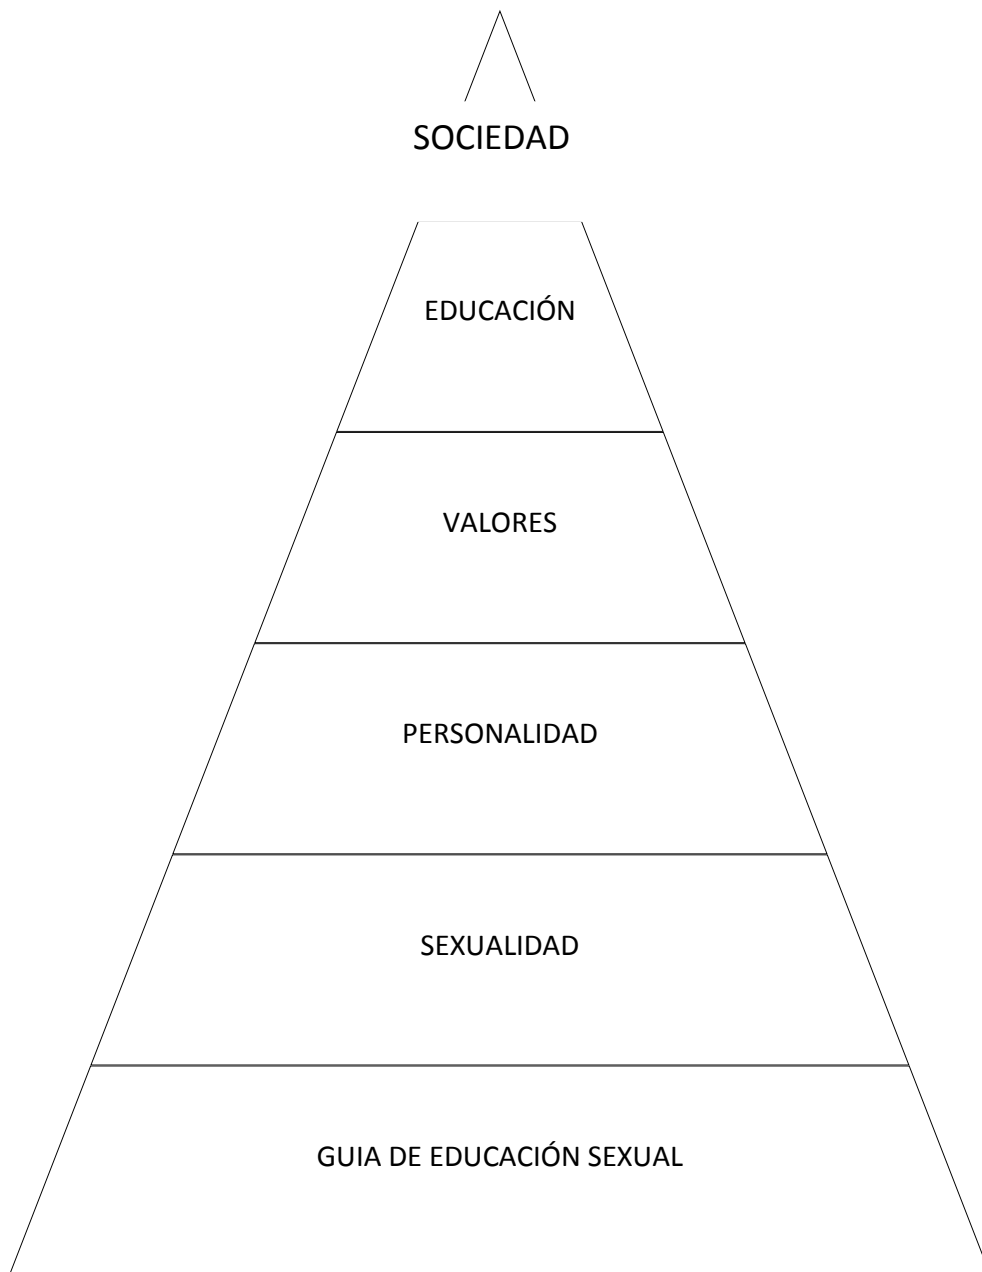 SOCIEDAD
EDUCACIÓN
VALORES
PERSONALIDAD
SEXUALIDAD
GUIA DE EDUCACIÓN SEXUAL